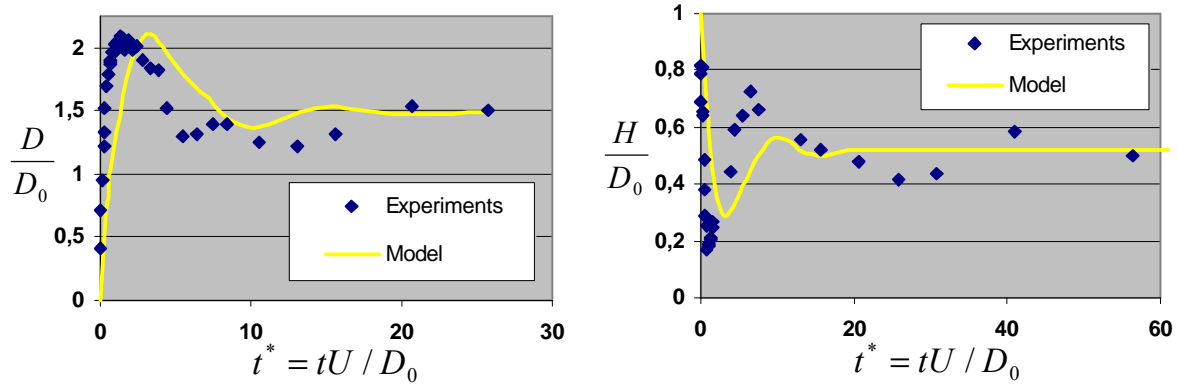 2
1,5
1
0,5
0
D
D₀
Experiments
Model
0
10
20
30
t* = tU / D₀
1
0,8
0,6
0,4
0,2
0
H
D₀
Experiments
Model
0
20
40
60
t* = tU / D₀